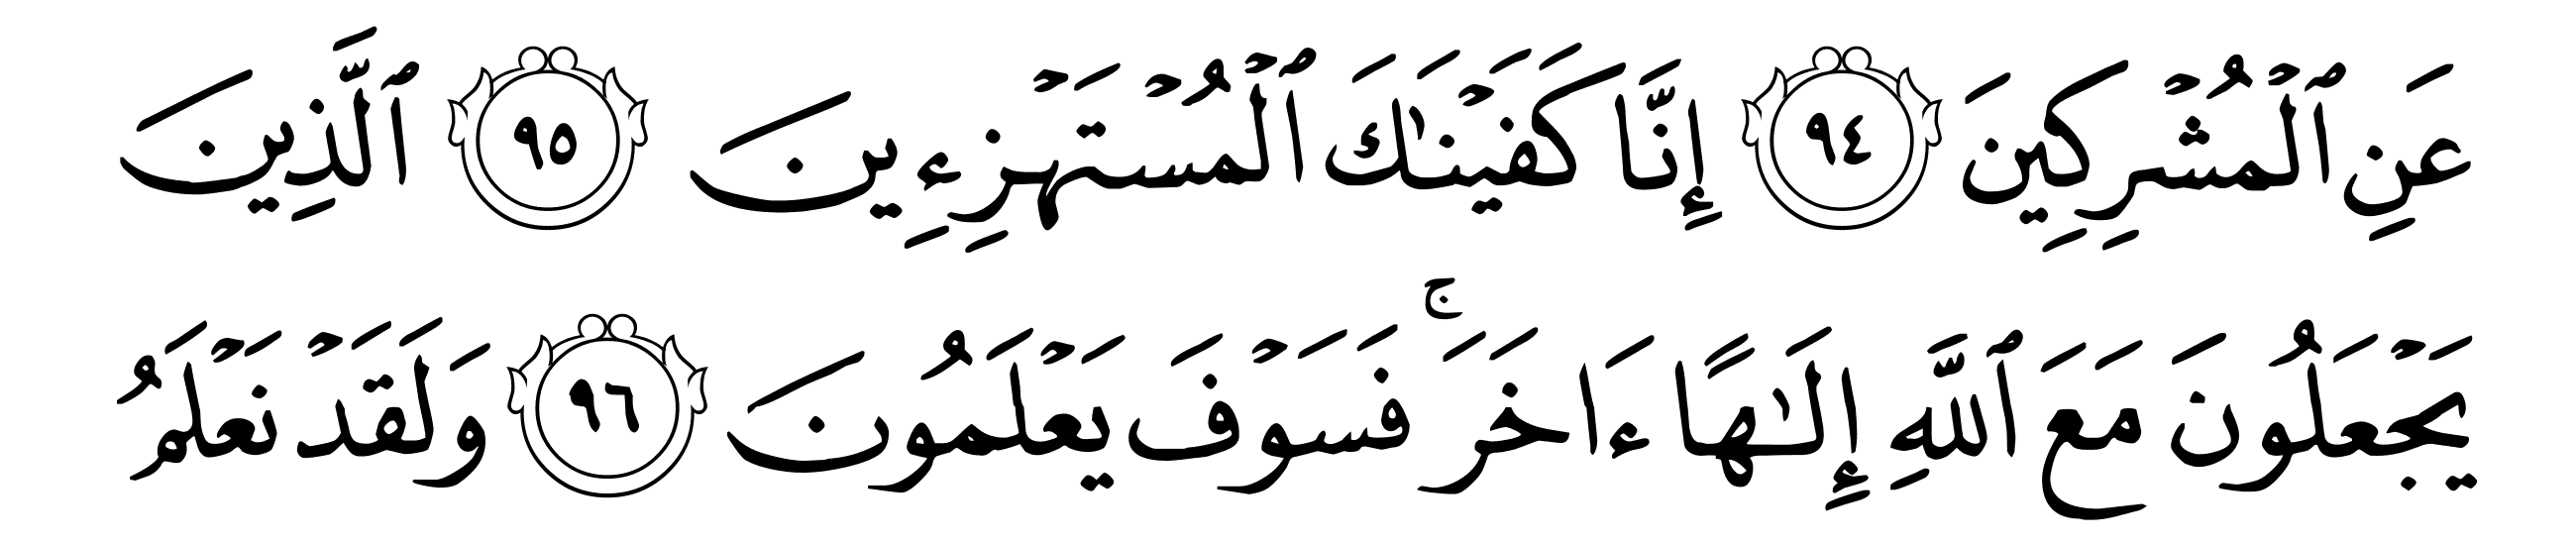 عَنِ ٱلْمُشْرِكِينَ ٩٤ إِنَّا كَفَيْنَٰكَ ٱلْمُسْتَهْزِءِينَ ٩٥ ٱلَّذِينَ
يَجْعَلُونَ مَعَ ٱللَّهِ إِلَٰهًا ءَاخَرَ ۚ فَسَوْفَ يَعْلَمُونَ ٩٦ وَلَقَدْ نَعْلَمُ